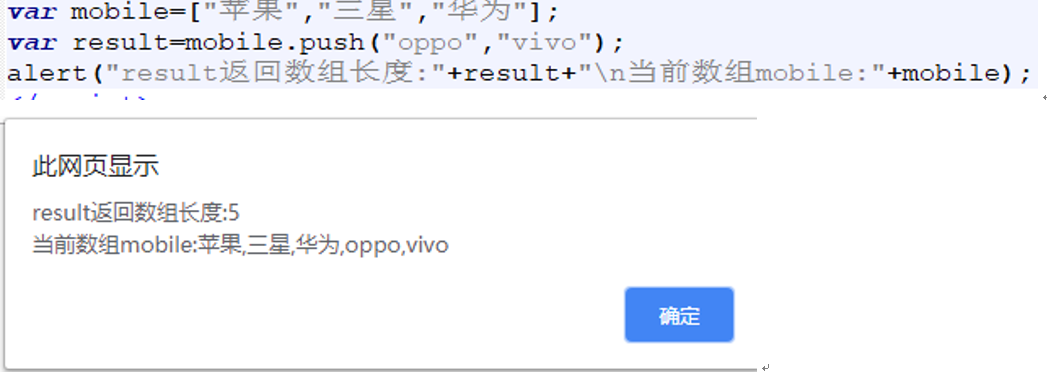 var mobile=["苹果","三星","华为"];
var result=mobile.push("oppo","vivo");
alert("result返回数组长度:"+result+"\n当前数组mobile:"+mobile);
此网页显示
result返回数组长度:5
当前数组mobile:苹果,三星,华为,oppo,vivo
确定